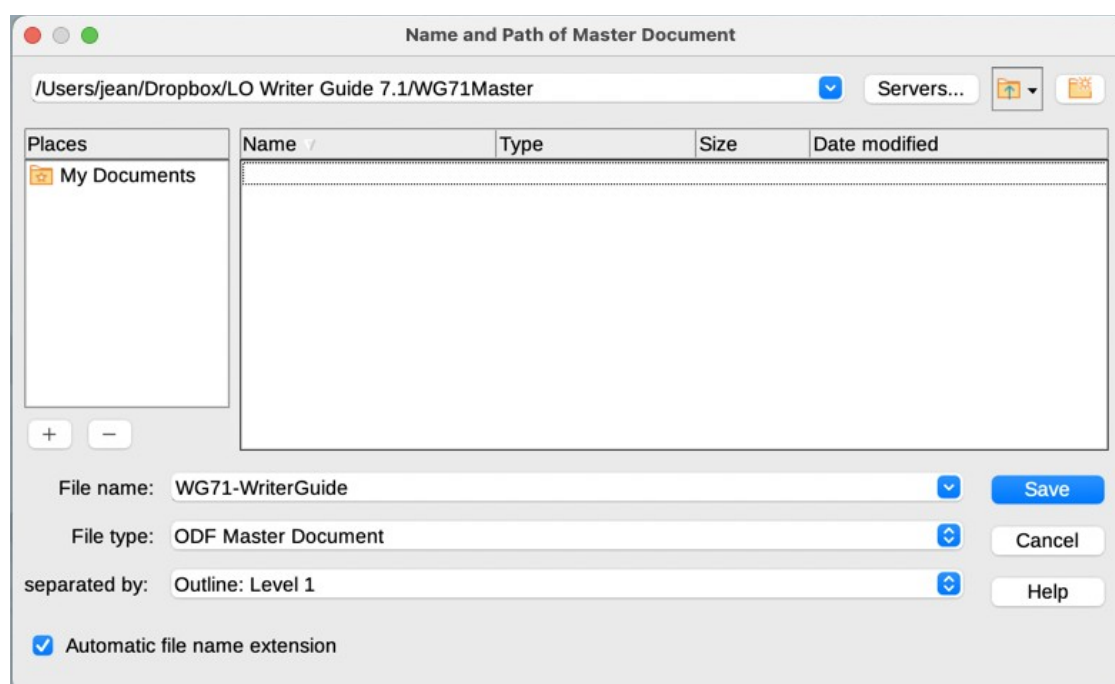 Name and Path of Master Document
/Users/jean/Dropbox/LO Writer Guide 7.1/WG71Master
Servers...
Places
Name Type Size Date modified
My Documents
+ −
File name: WG71-WriterGuide
Save
File type: ODF Master Document
Cancel
separated by: Outline: Level 1
Help
Automatic file name extension